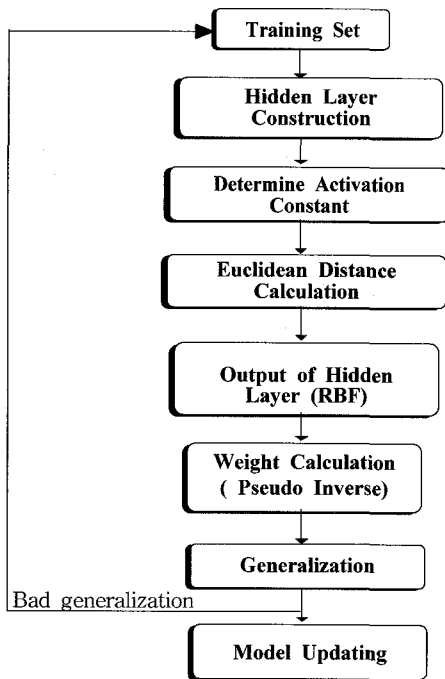 Training Set
Hidden Layer
Construction
Determine Activation
Constant
Euclidean Distance
Calculation
Output of Hidden
Layer (RBF)
Weight Calculation
( Pseudo Inverse)
Generalization
Bad generalization
Model Updating